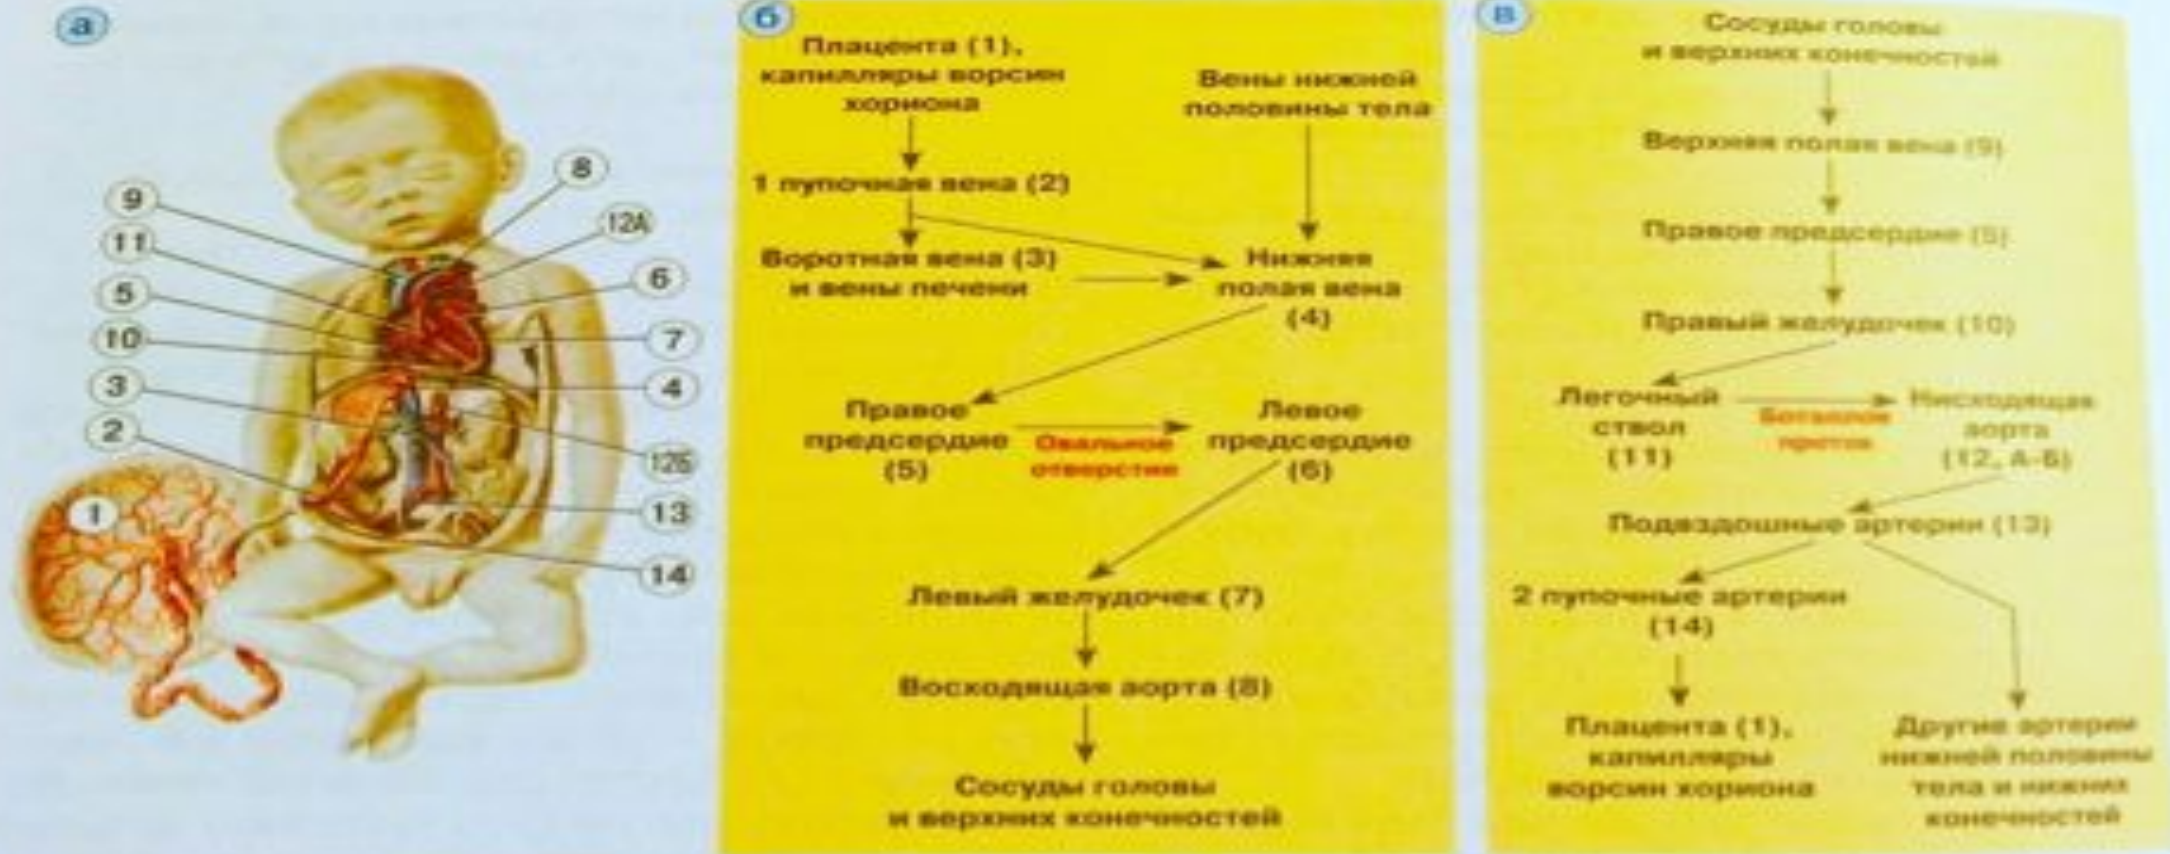 а
9
11
5
10
3
2
1
8
12А
6
7
4
12Б
13
14
б
Плацента (1),
капилляры ворсин
хориона
Вены нижней
половины тела
1 пупочная вена (2)
Воротная вена (3)
и вены печени
Нижняя
полая вена
(4)
Правое
предсердие
(5)
Овальное
отверстие
Левое
предсердие
(6)
Левый желудочек (7)
Восходящая аорта (8)
Сосуды головы
и верхних конечностей
в
Сосуды головы
и верхних конечностей
Верхняя полая вена (9)
Правое предсердие (5)
Правый желудочек (10)
Легочный
ствол
(11)
Боталлов
проток
Нисходящая
аорта
(12, А-Б)
Подвздошные артерии (13)
2 пупочные артерии
(14)
Плацента (1),
капилляры
ворсин хориона
Другие артерии
нижней половины
тела и нижних
конечностей